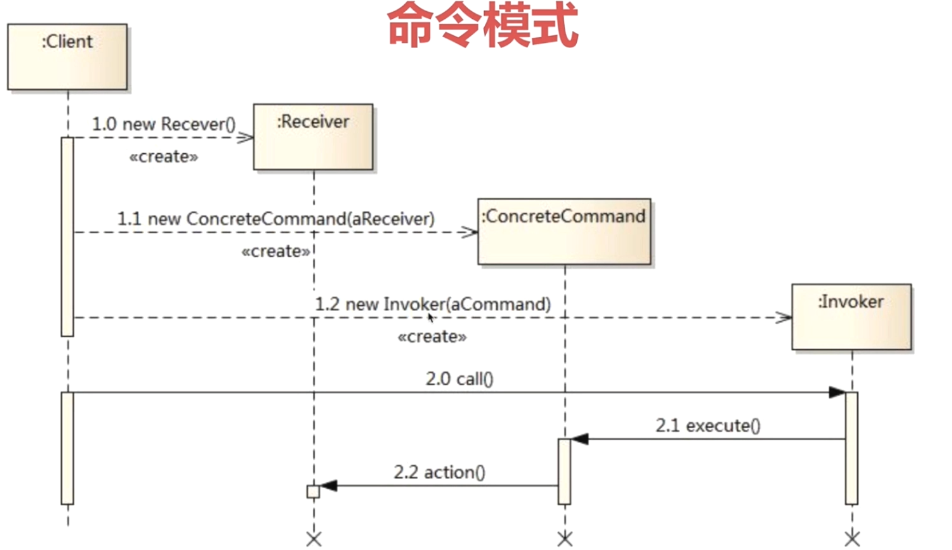 命令模式
:Client
1.0 new Recever()
«create»
:Receiver
1.1 new ConcreteCommand(aReceiver)
«create»
:ConcreteCommand
1.2 new Invoker(aCommand)
«create»
:Invoker
2.0 call()
2.1 execute()
2.2 action()